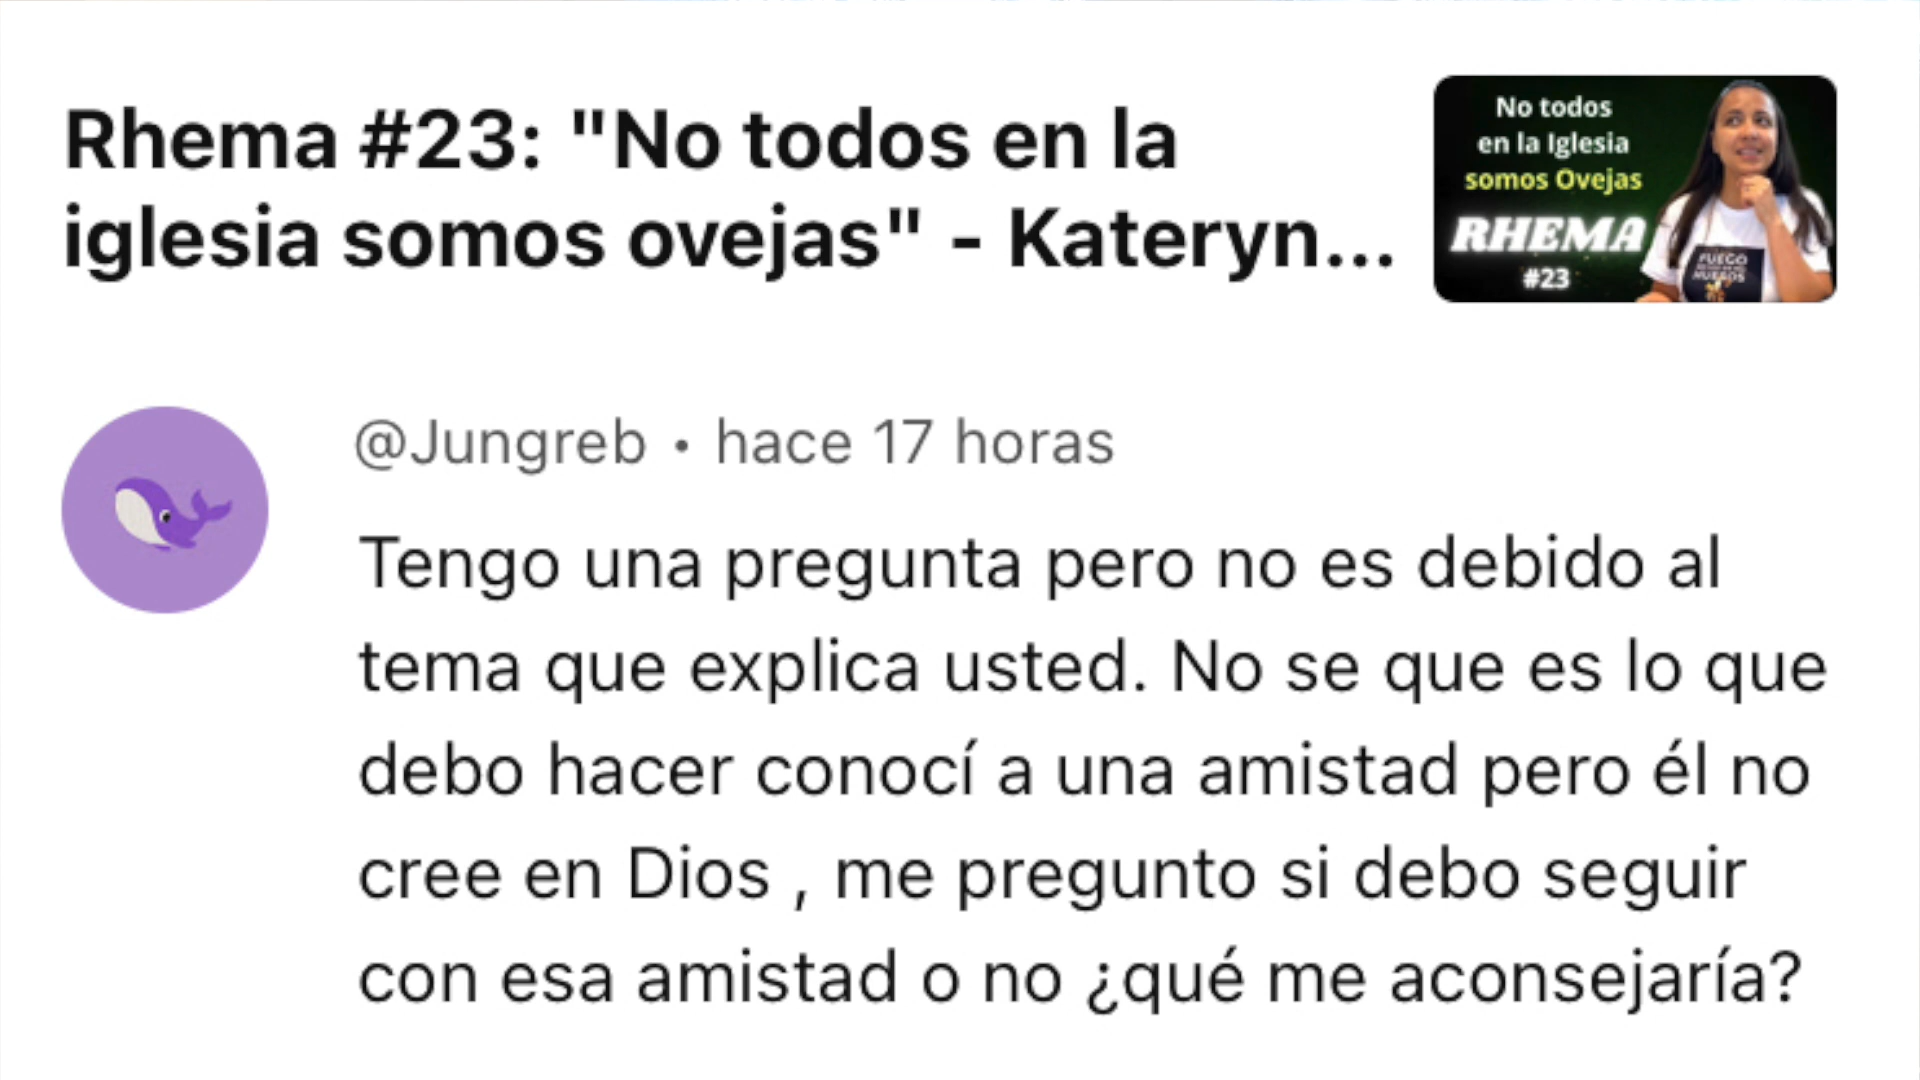 Rhema #23: "No todos en la
iglesia somos ovejas" - Kateryn...
No todos
en la Iglesia
somos Ovejas
RHEMA
#23
FUEGO
HUESOS
@Jungreb • hace 17 horas
Tengo una pregunta pero no es debido al
tema que explica usted. No se que es lo que
debo hacer conocí a una amistad pero él no
cree en Dios , me pregunto si debo seguir
con esa amistad o no ¿qué me aconsejaría?